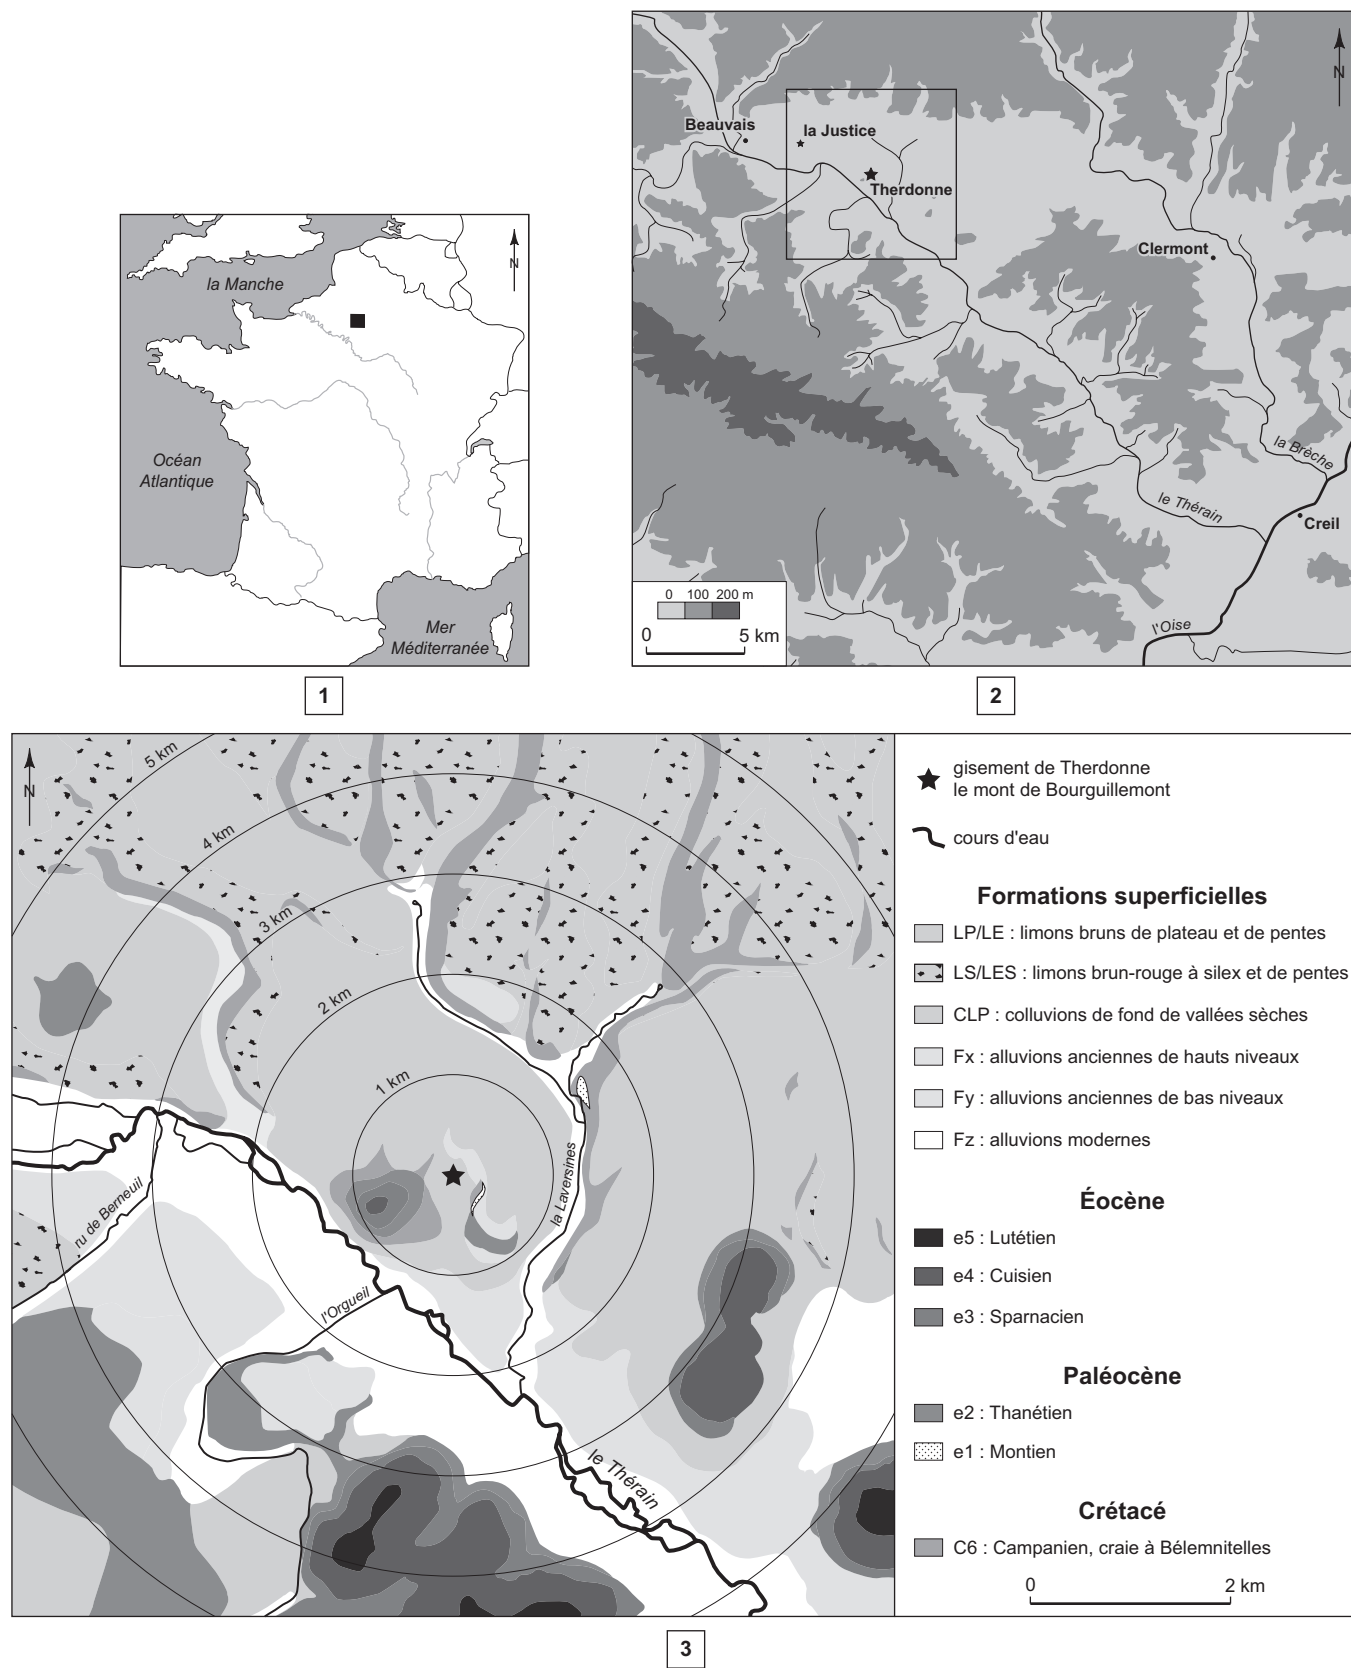 la Manche
Océan
Atlantique
Mer
Méditerranée
N
1
Beauvais
la Justice
Therdonne
Clermont
la Brêche
le Thérain
Creil
l'Oise
N
0 100 200 m
0 5 km
2
N
5 km
4 km
3 km
2 km
1 km
ru de Berneuil
la Laversines
l'Orgueil
le Thérain
gisement de Therdonne
le mont de Bourguillemont
cours d'eau
Formations superficielles
LP/LE : limons bruns de plateau et de pentes
LS/LES : limons brun-rouge à silex et de pentes
CLP : colluvions de fond de vallées sèches
Fx : alluvions anciennes de hauts niveaux
Fy : alluvions anciennes de bas niveaux
Fz : alluvions modernes
Éocène
e5 : Lutétien
e4 : Cuisien
e3 : Sparnacien
Paléocène
e2 : Thanétien
e1 : Montien
Crétacé
C6 : Campanien, craie à Bélemnitelles
0 2 km
3